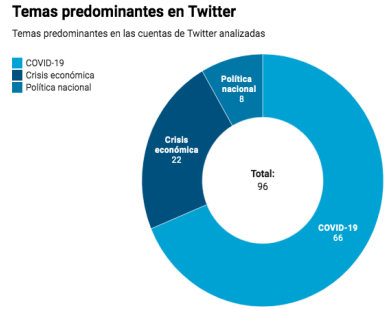 Temas predominantes en Twitter
Temas predominantes en las cuentas de Twitter analizadas
COVID-19
Crisis económica
Política nacional
Política
nacional
8
Crisis
económica
22
Total:
96
COVID-19
66